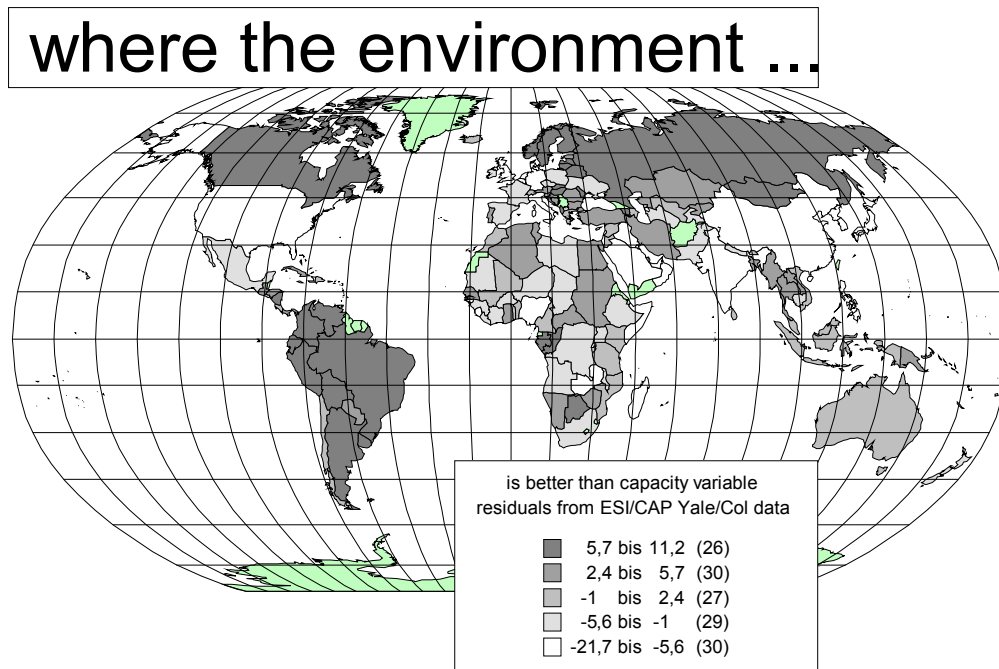 where the environment ...
is better than capacity variable
residuals from ESI/CAP Yale/Col data
5,7 bis 11,2 (26)
2,4 bis 5,7 (30)
-1 bis 2,4 (27)
-5,6 bis -1 (29)
-21,7 bis -5,6 (30)